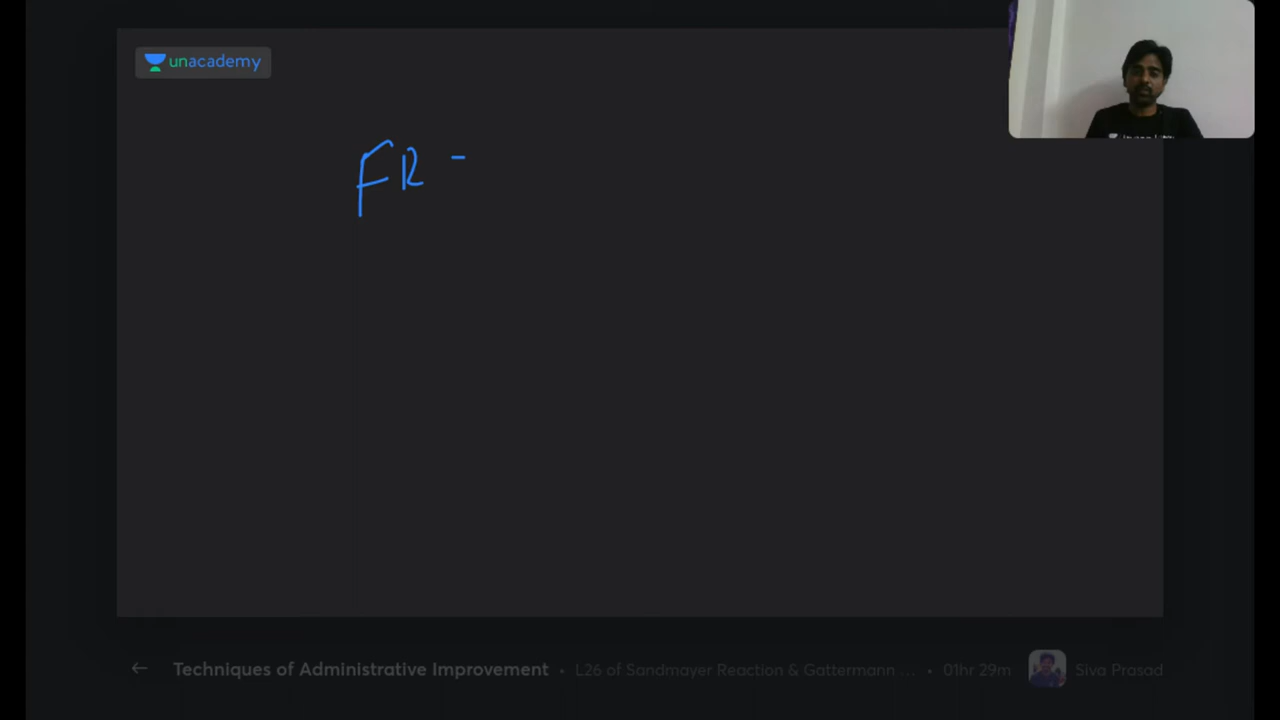 unacademy
FR -
Techniques of Administrative Improvement • L26 of Sandmayer Reaction & Gattermann ... • 01hr 29m Siva Prasad